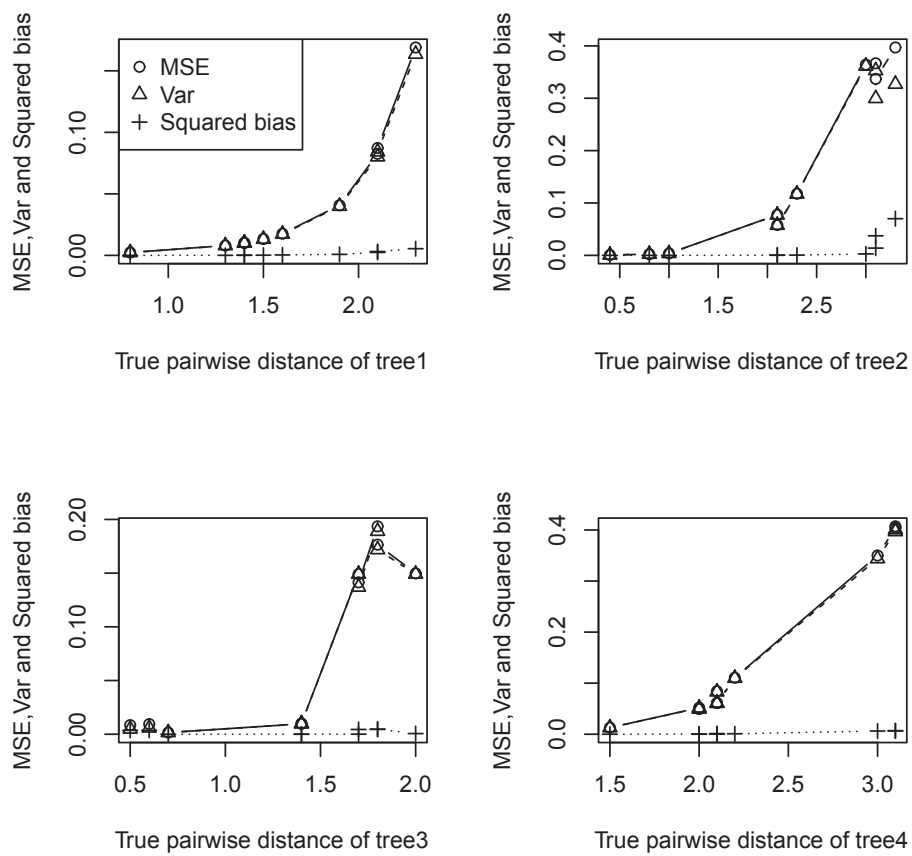 MSE,Var and Squared bias
0.00
0.10
MSE
Var
Squared bias
1.0 1.5 2.0
True pairwise distance of tree1
MSE,Var and Squared bias
0.0
0.1
0.2
0.3
0.4
0.5 1.5 2.5
True pairwise distance of tree2
MSE,Var and Squared bias
0.00
0.10
0.20
0.5 1.0 1.5 2.0
True pairwise distance of tree3
MSE,Var and Squared bias
0.0
0.2
0.4
1.5 2.0 2.5 3.0
True pairwise distance of tree4